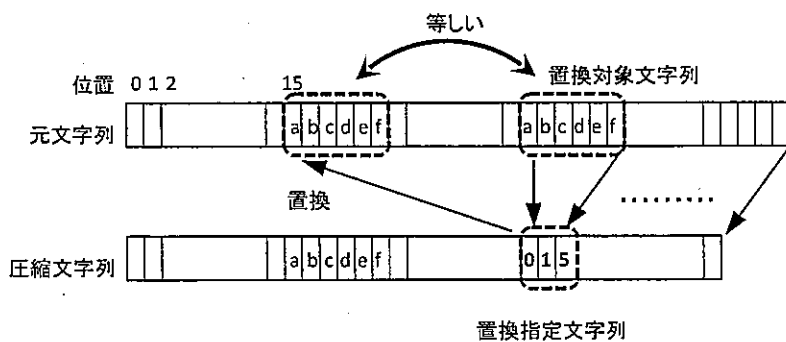 等しい
位置 0 1 2 15 置換対象文字列
元文字列 a b c d e f a b c d e f
置換
圧縮文字列 a b c d e f 0 1 5
置換指定文字列